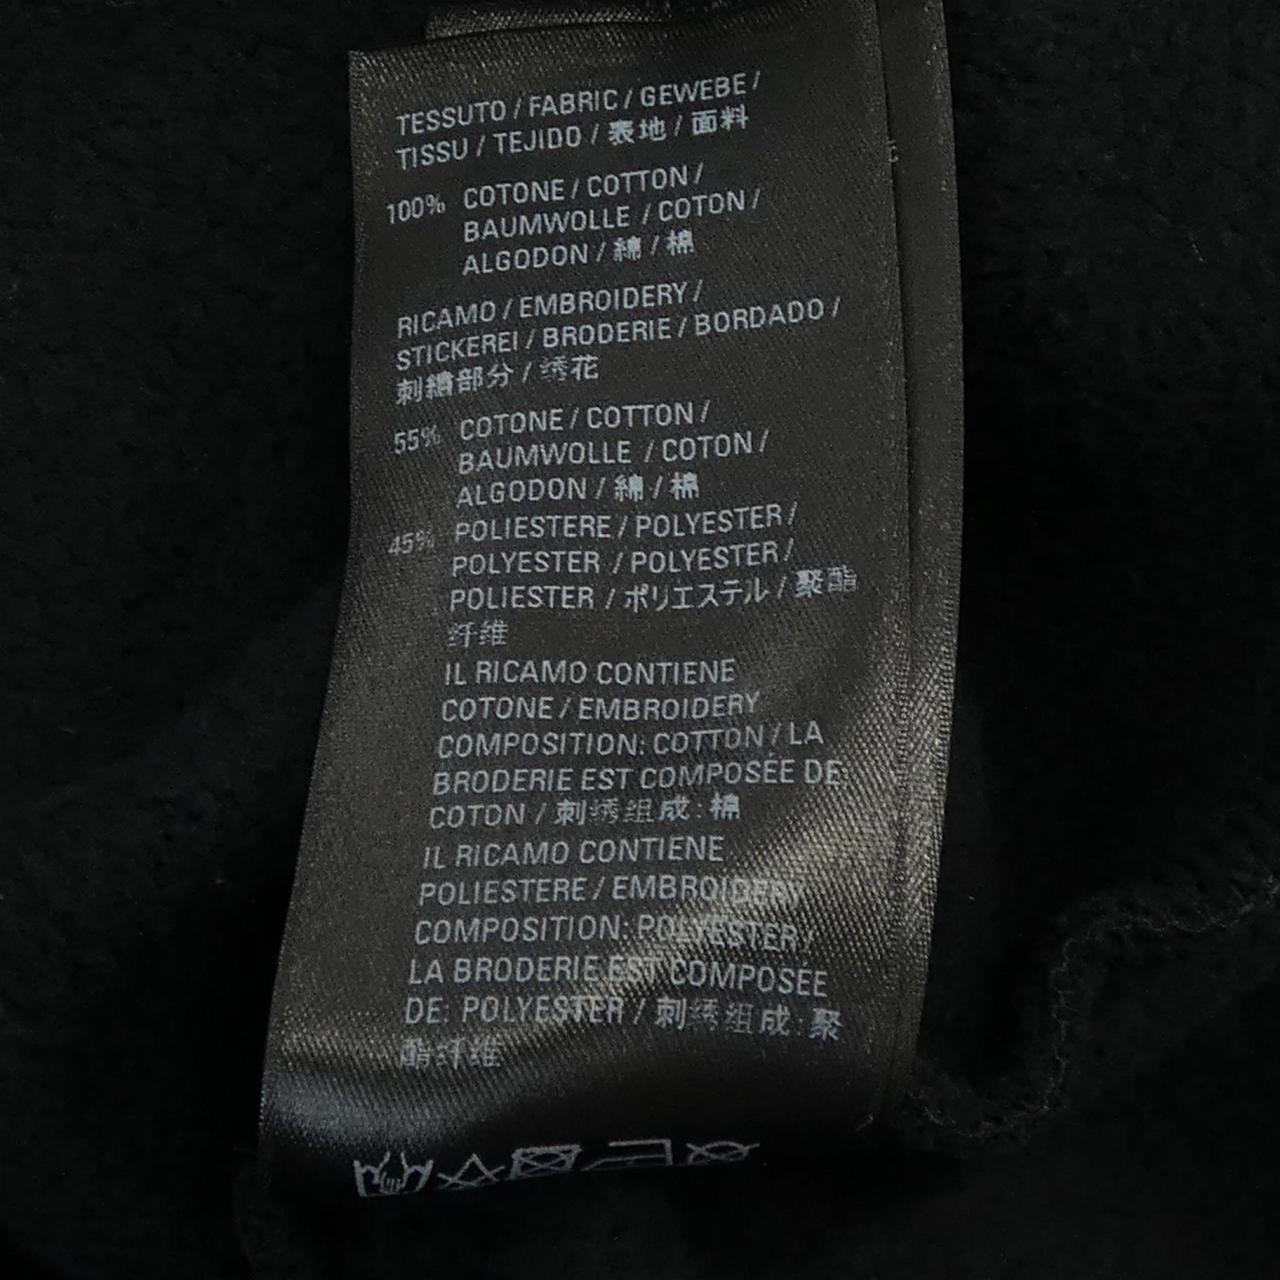 TESSUTO / FABRIC / GEWEBE /
TISSU / TEJIDO / 表地 / 面料
100% COTONE / COTTON /
BAUMWOLLE / COTON /
ALGODON / 綿 / 棉
RICAMO / EMBROIDERY /
STICKEREI / BRODERIE / BORDADO /
刺繍部分 / 绣花
55% COTONE / COTTON /
BAUMWOLLE / COTON /
ALGODON / 綿 / 棉
45% POLIESTERE / POLYESTER /
POLYESTER / POLYESTER /
POLIESTER / ポリエステル / 聚酯
纤维
IL RICAMO CONTIENE
COTONE / EMBROIDERY
COMPOSITION: COTTON / LA
BRODERIE EST COMPOSÉE DE:
COTON / 刺绣组成: 棉
IL RICAMO CONTIENE
POLIESTERE / EMBROIDERY
COMPOSITION: POLYESTER /
LA BRODERIE EST COMPOSÉE
DE: POLYESTER / 刺绣组成: 聚
酯纤维